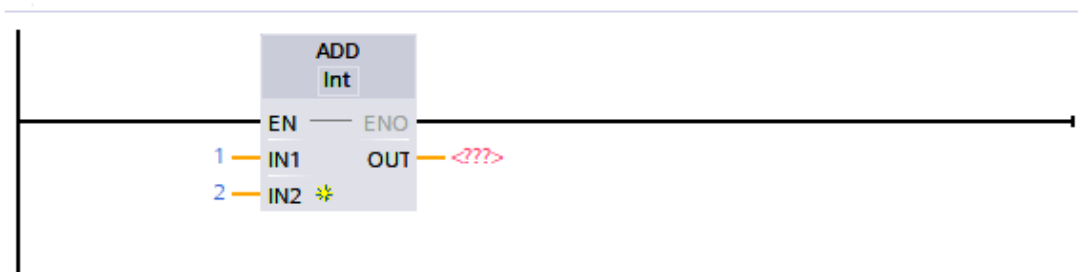 ADD
Int
EN ENO
1 IN1 OUT <???>
2 IN2